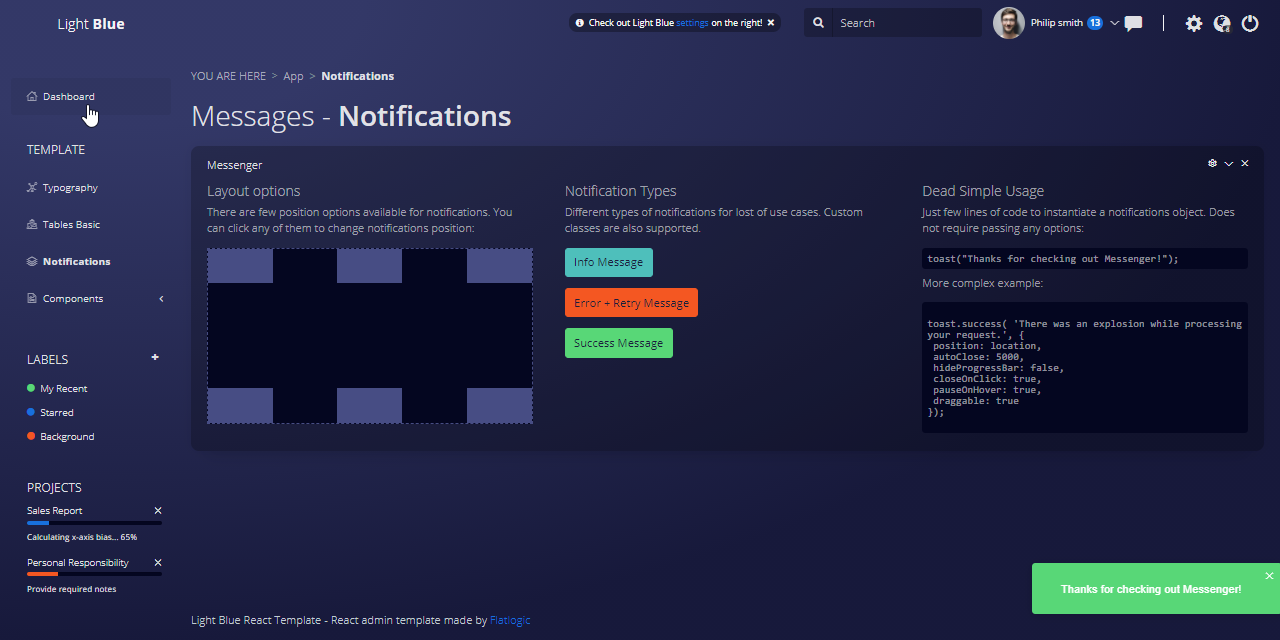 Light Blue
Check out Light Blue settings on the right!
Search
Philip smith 13
Dashboard
TEMPLATE
Typography
Tables Basic
Notifications
Components
LABELS
My Recent
Starred
Background
PROJECTS
Sales Report
Calculating x-axis bias... 65%
Personal Responsibility
Provide required notes
YOU ARE HERE > App > Notifications
Messages - Notifications
Messenger
Layout options
There are few position options available for notifications. You
can click any of them to change notifications position:
Notification Types
Different types of notifications for lost of use cases. Custom
classes are also supported.
Info Message
Error + Retry Message
Success Message
Dead Simple Usage
Just few lines of code to instantiate a notifications object. Does
not require passing any options:
toast("Thanks for checking out Messenger!");
More complex example:
toast.success( 'There was an explosion while processing
your request.', {
position: location,
autoClose: 5000,
hideProgressBar: false,
closeOnClick: true,
pauseOnHover: true,
draggable: true
});
Thanks for checking out Messenger!
Light Blue React Template - React admin template made by Flatlogic